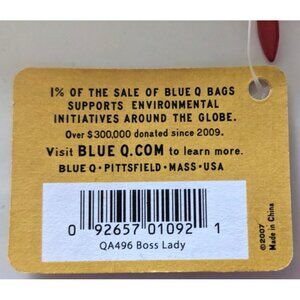 1% OF THE SALE OF BLUE Q BAGS
SUPPORTS ENVIRONMENTAL
INITIATIVES AROUND THE GLOBE.
Over $300,000 donated since 2009.
Visit BLUE Q.COM to learn more.
BLUE Q • PITTSFIELD • MASS • USA
0 92657 01092 1
QA496 Boss Lady
©2007
Made in China